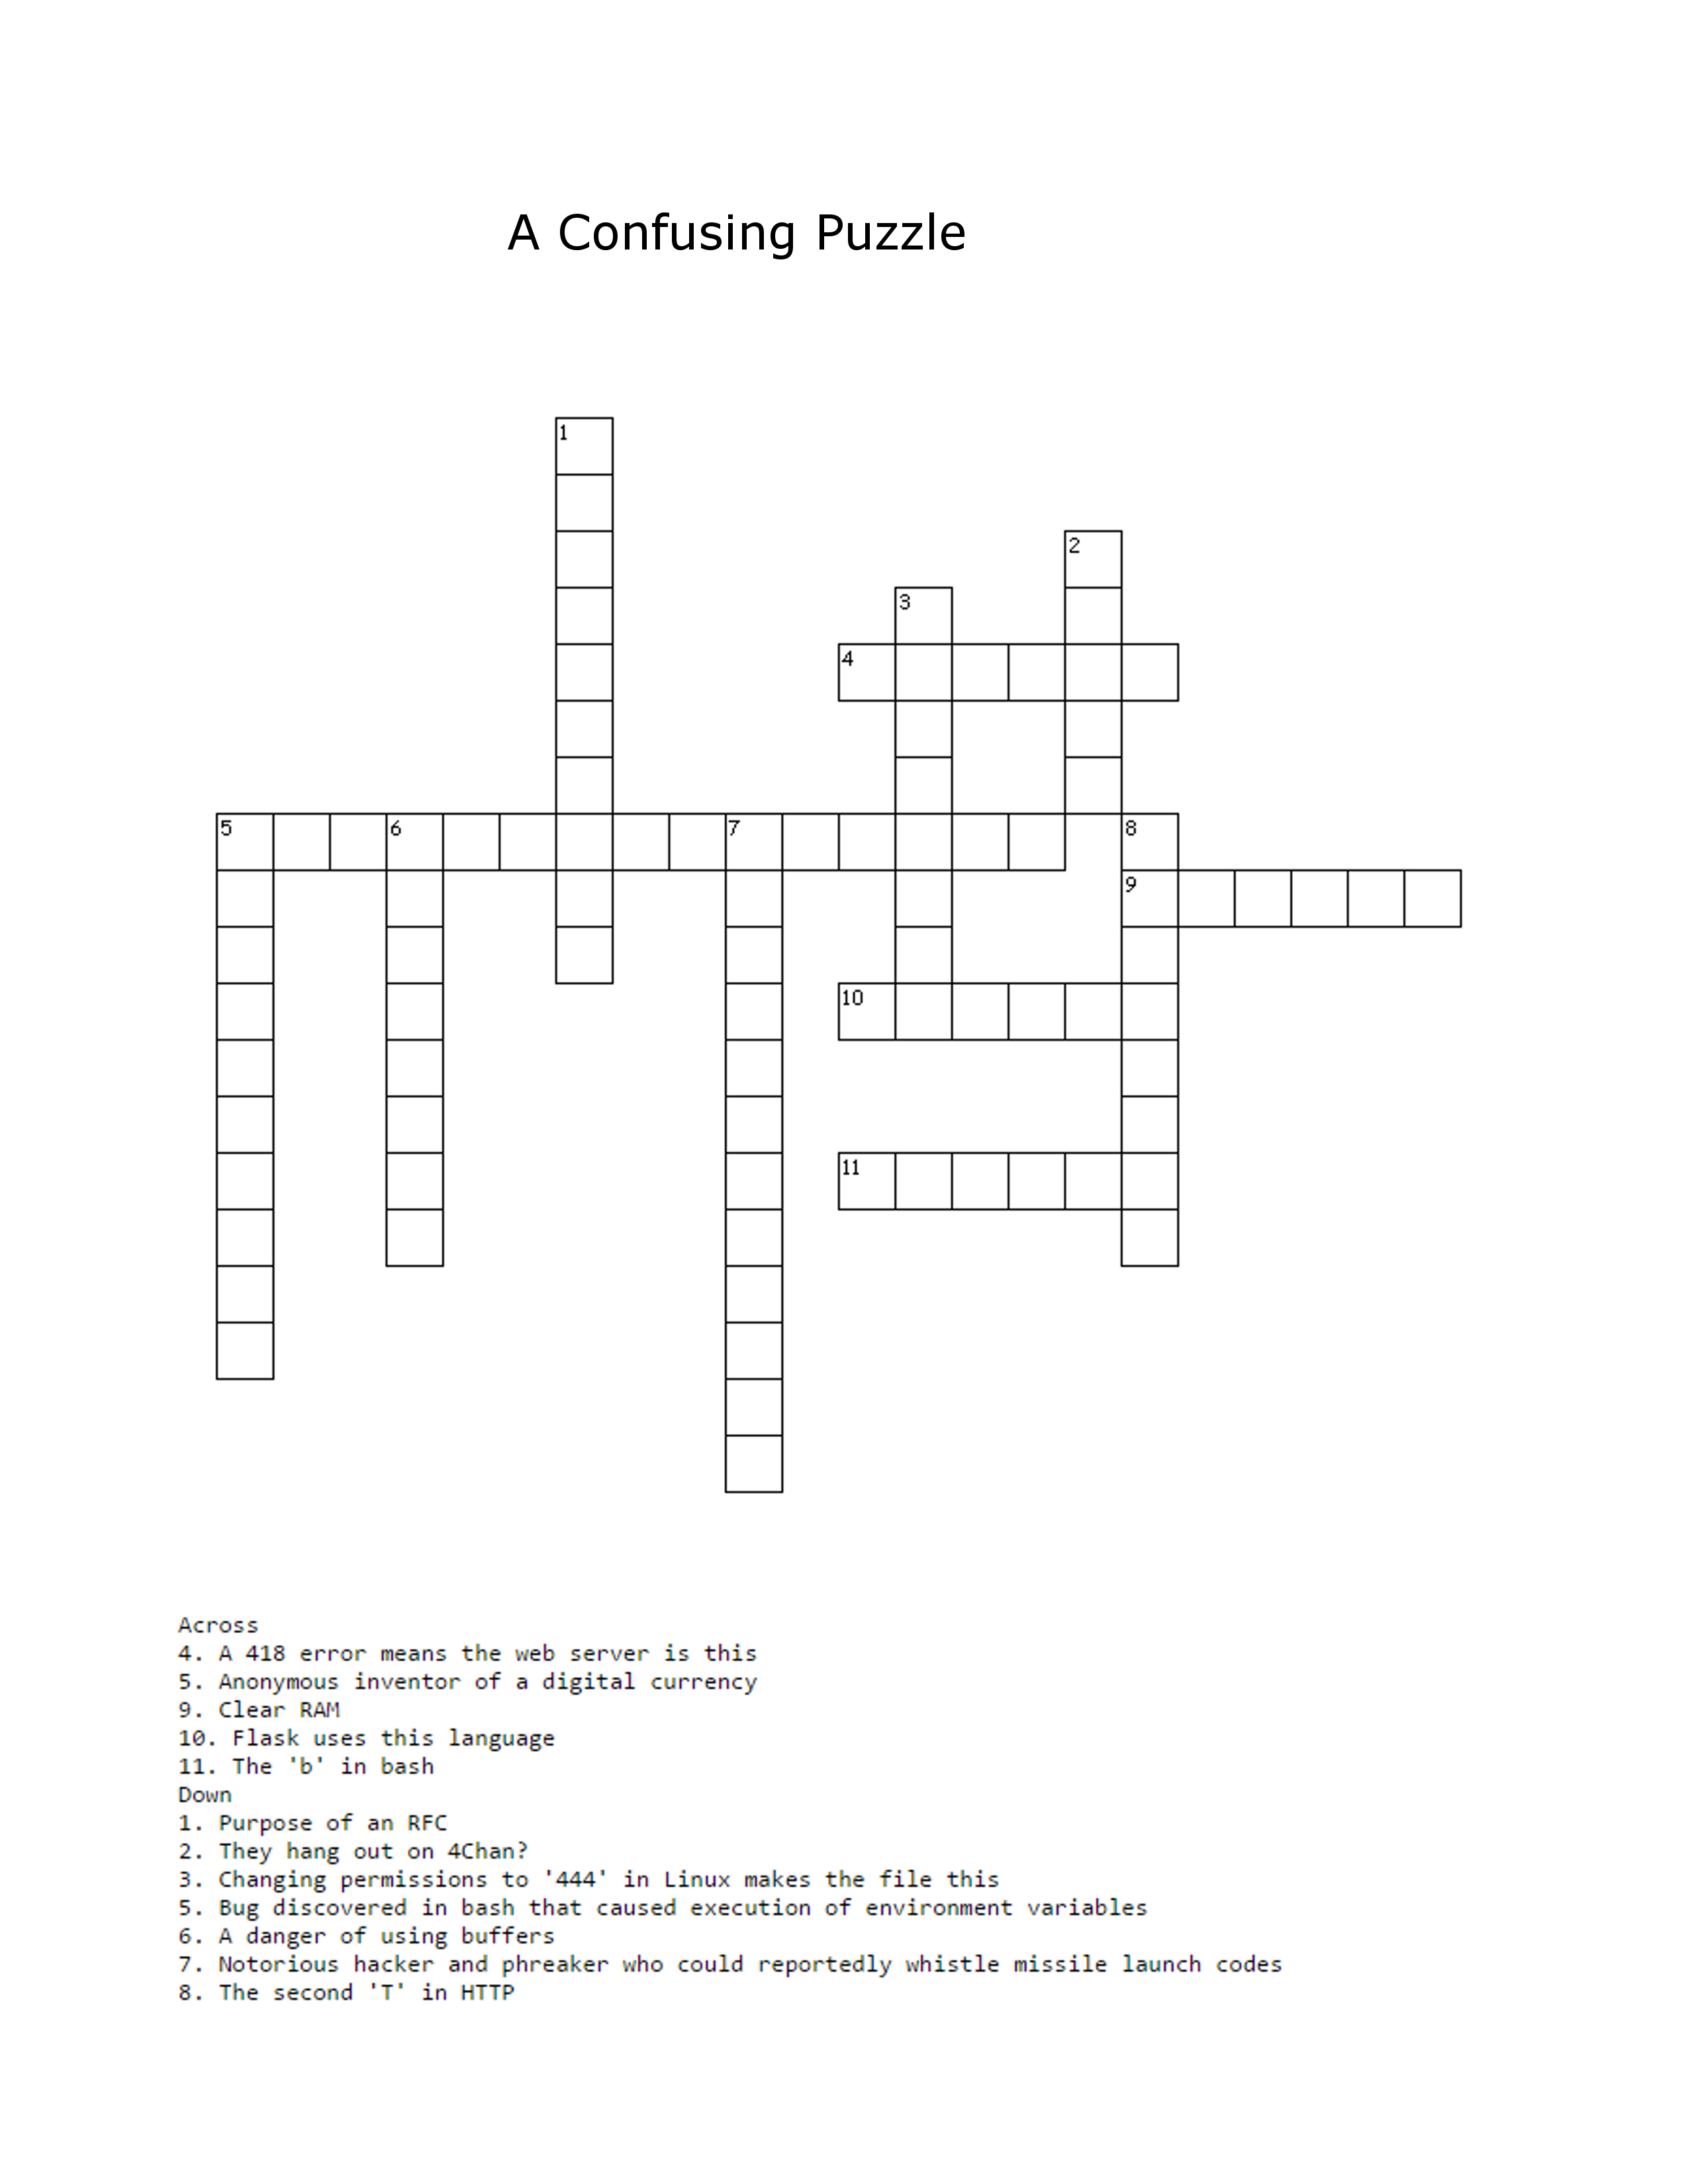 A Confusing Puzzle
1
2
3
4
5 6 7 8
9
10
11
Across
4. A 418 error means the web server is this
5. Anonymous inventor of a digital currency
9. Clear RAM
10. Flask uses this language
11. The 'b' in bash
Down
1. Purpose of an RFC
2. They hang out on 4Chan?
3. Changing permissions to '444' in Linux makes the file this
5. Bug discovered in bash that caused execution of environment variables
6. A danger of using buffers
7. Notorious hacker and phreaker who could reportedly whistle missile launch codes
8. The second 'T' in HTTP